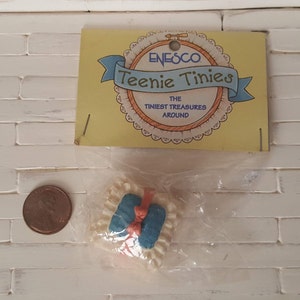 ENESCO
Teenie Tinies
THE
TINIEST TREASURES
AROUND